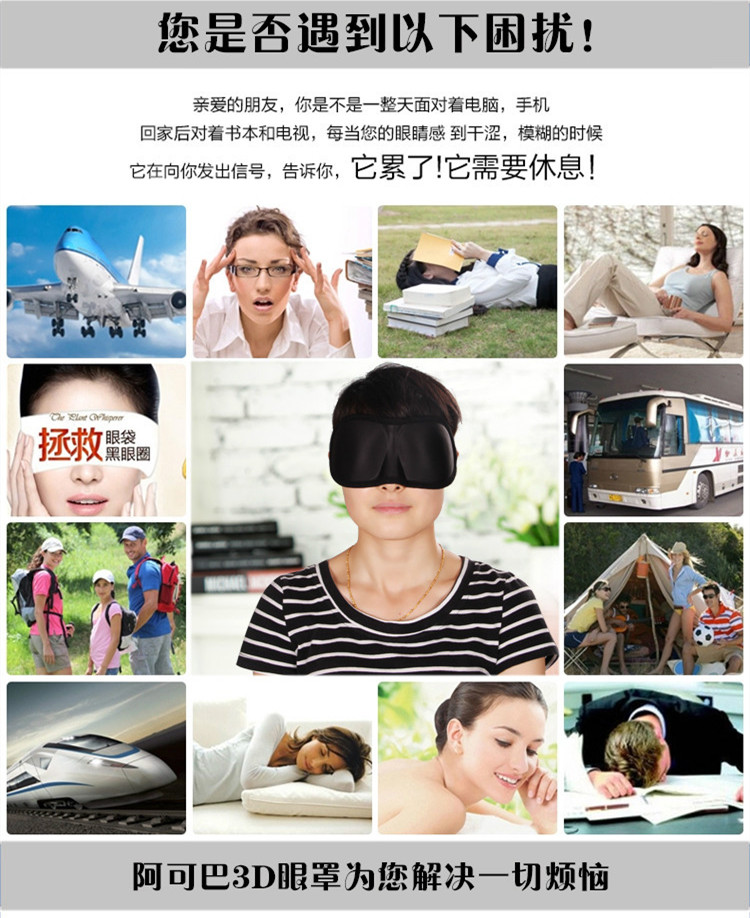 您是否遇到以下困扰！
亲爱的朋友，你是不是一整天面对着电脑，手机
回家后对着书本和电视，每当您的眼睛感 到干涩，模糊的时候
它在向你发出信号，告诉你，它累了！它需要休息！
The Plant Whisperer
拯救眼袋
黑眼圈
阿可巴3D眼罩为您解决一切烦恼